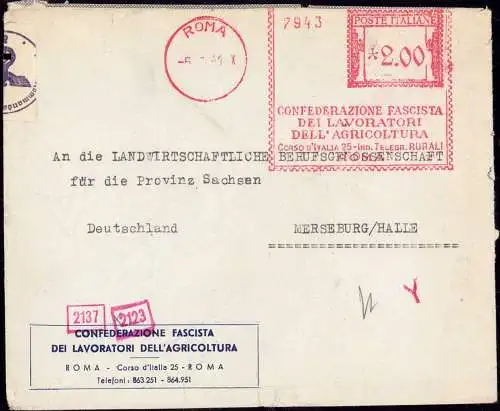 ROMA
2943
POSTE ITALIANE
2.00
CONFEDERAZIONE FASCISTA
DEI LAVORATORI
DELL'AGRICOLTURA
CORSO D'ITALIA 25 - IND. TELEGR. RURALI
An die LANDWIRTSCHAFTLICHE BERUFSGENOSSENSCHAFT
für die Provinz Sachsen
Deutschland MERSEBURG/HALLE
Y
2137 2123
CONFEDERAZIONE FASCISTA
DEI LAVORATORI DELL'AGRICOLTURA
ROMA - Corso d'Italia 25 - ROMA
Telefoni: 863.251 - 864.951